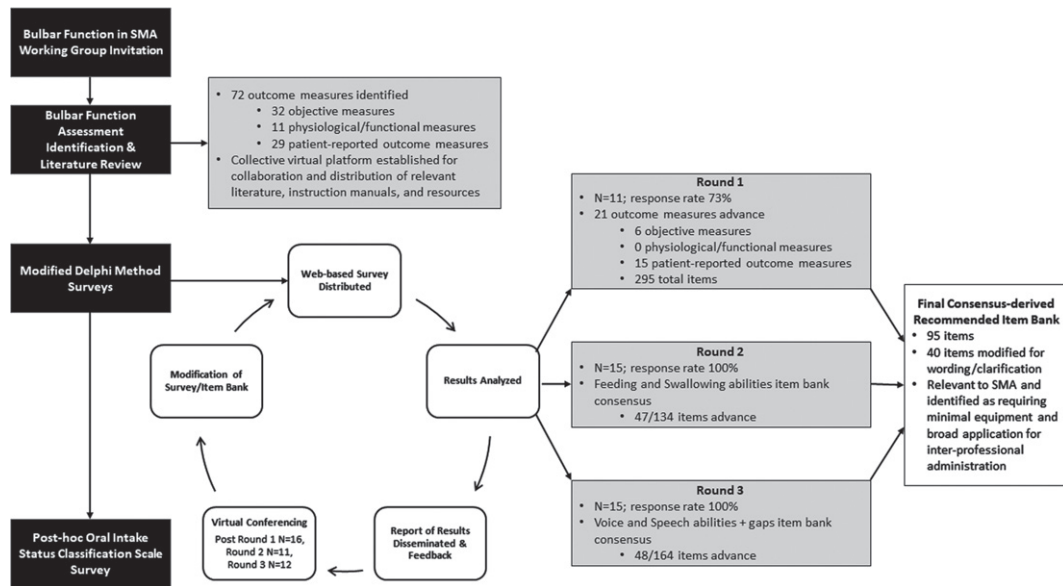 Bulbar Function in SMA
Working Group Invitation
Bulbar Function
Assessment
Identification &
Literature Review
• 72 outcome measures identified
• 32 objective measures
• 11 physiological/functional measures
• 29 patient-reported outcome measures
• Collective virtual platform established for
collaboration and distribution of relevant
literature, instruction manuals, and resources
Modified Delphi Method
Surveys
Web-based Survey
Distributed
Results Analyzed
Report of Results
Disseminated &
Feedback
Virtual Conferencing
Post Round 1 N=16,
Round 2 N=11,
Round 3 N=12
Modification of
Survey/Item Bank
Round 1
• N=11; response rate 73%
• 21 outcome measures advance
• 6 objective measures
• 0 physiological/functional measures
• 15 patient-reported outcome measures
• 295 total items
Round 2
• N=15; response rate 100%
• Feeding and Swallowing abilities item bank
consensus
• 47/134 items advance
Round 3
• N=15; response rate 100%
• Voice and Speech abilities + gaps item bank
consensus
• 48/164 items advance
Final Consensus-derived
Recommended Item Bank
• 95 items
• 40 items modified for
wording/clarification
• Relevant to SMA and
identified as requiring
minimal equipment and
broad application for
inter-professional
administration
Post-hoc Oral Intake
Status Classification Scale
Survey